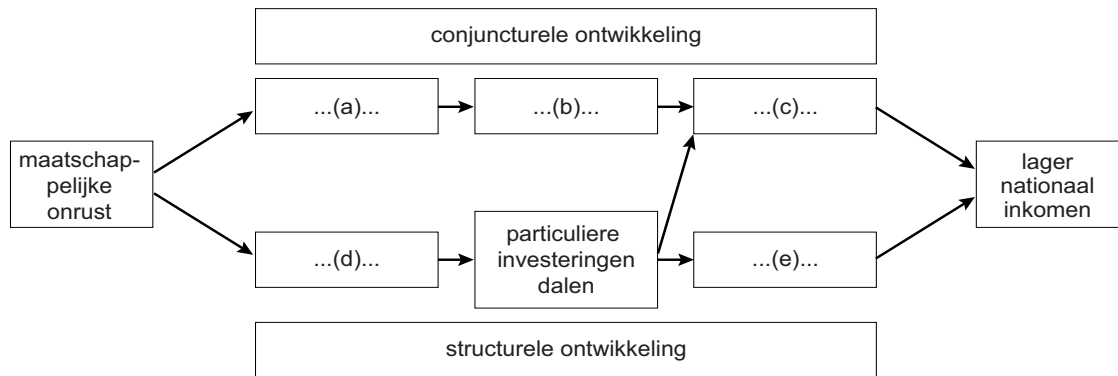 conjuncturele ontwikkeling
...(a)...
...(b)...
...(c)...
maatschap-
pelijke
onrust
lager
nationaal
inkomen
...(d)...
particuliere
investeringen
dalen
...(e)...
structurele ontwikkeling